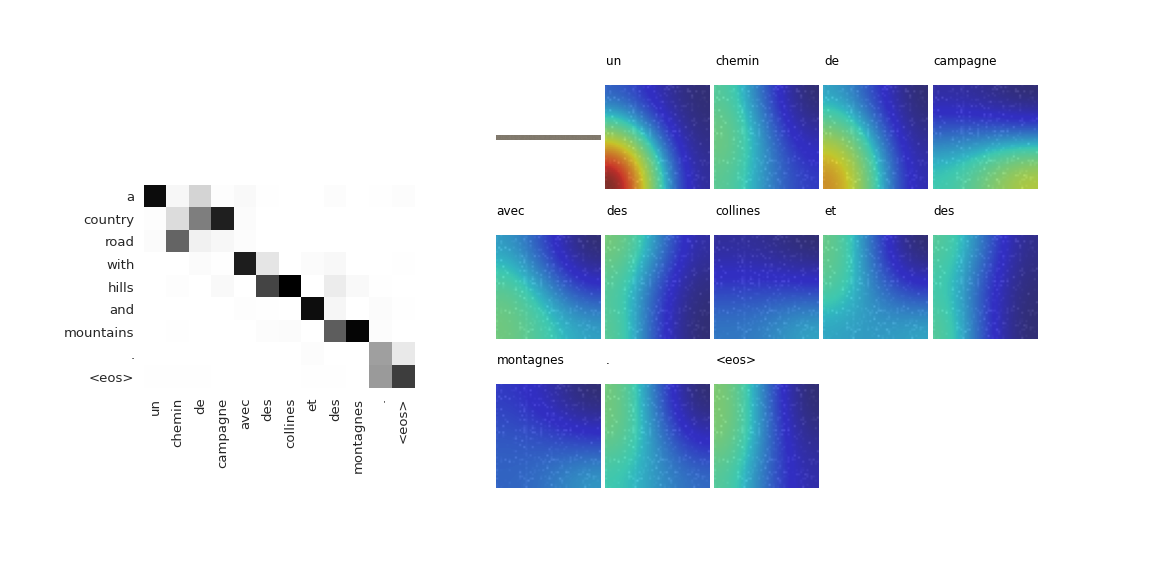 a
country
road
with
hills
and
mountains
.
<eos>
un
chemin
de
campagne
avec
des
collines
et
des
montagnes
.
<eos>
un chemin de campagne
avec des collines et des
montagnes . <eos>